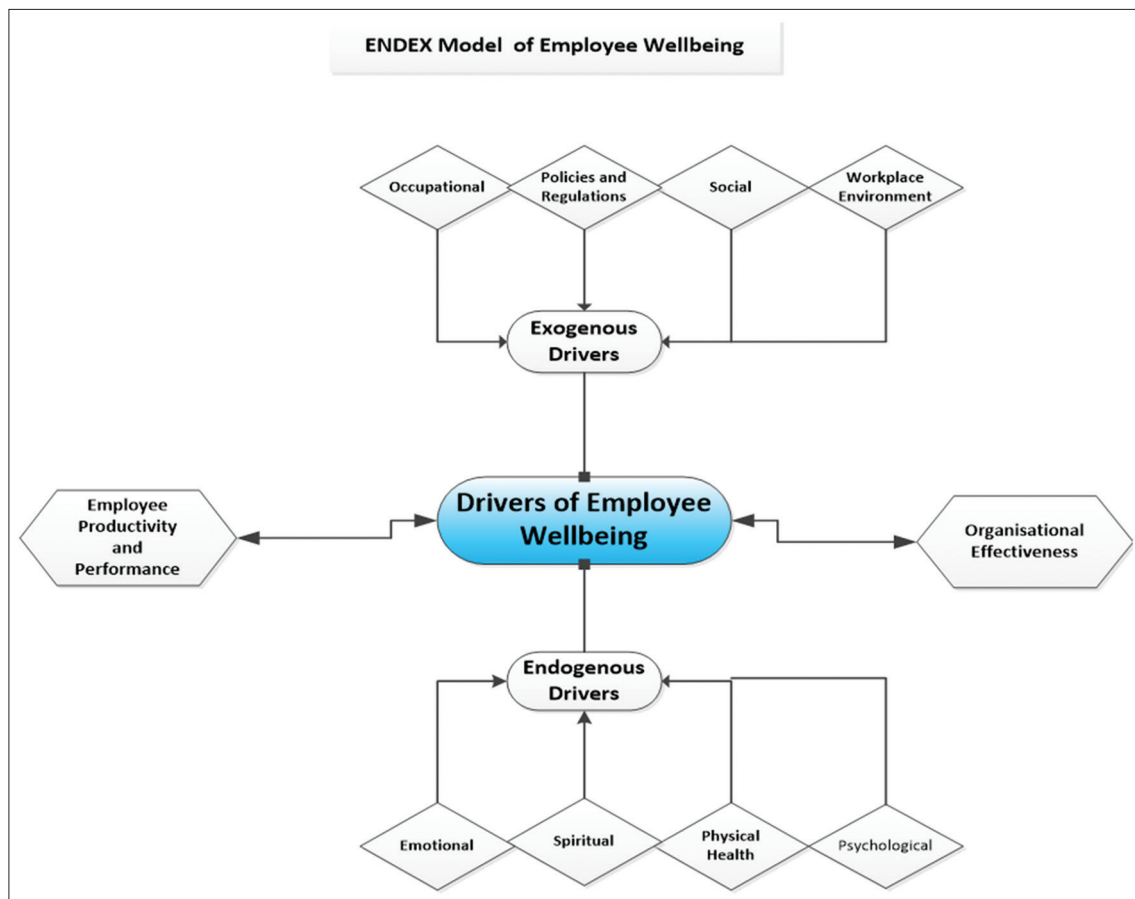 ENDEX Model of Employee Wellbeing
Occupational
Policies and
Regulations
Social
Workplace
Environment
Exogenous
Drivers
Employee
Productivity
and
Performance
Drivers of Employee
Wellbeing
Organisational
Effectiveness
Endogenous
Drivers
Emotional
Spiritual
Physical
Health
Psychological